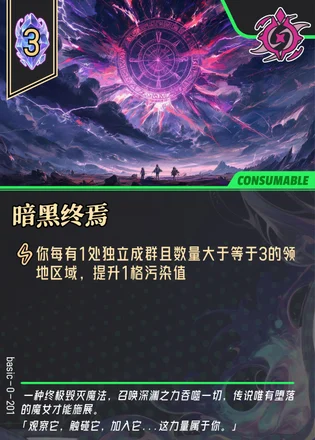 3
CONSUMABLE
暗黑终焉
你每有1处独立成群且数量大于等于3的领
地区域，提升1格污染值
basic-0-201
一种终极毁灭魔法，召唤深渊之力吞噬一切，传说唯有堕落
的魔女才能施展。
「观察它，触碰它，加入它...这力量属于你。」